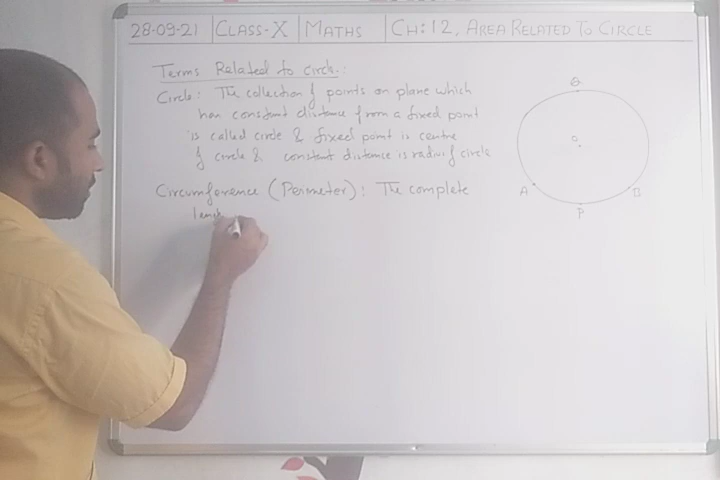 28-09-21 CLASS-X MATHS CH:12, AREA RELATED TO CIRCLE
Terms Related to circle:
Circle: The collection of points on plane which
has constant distance from a fixed point
is called circle & fixed point is centre
of circle & constant distance is radius of circle
Circumference (Perimeter): The complete
leng
Q
O
A
B
P